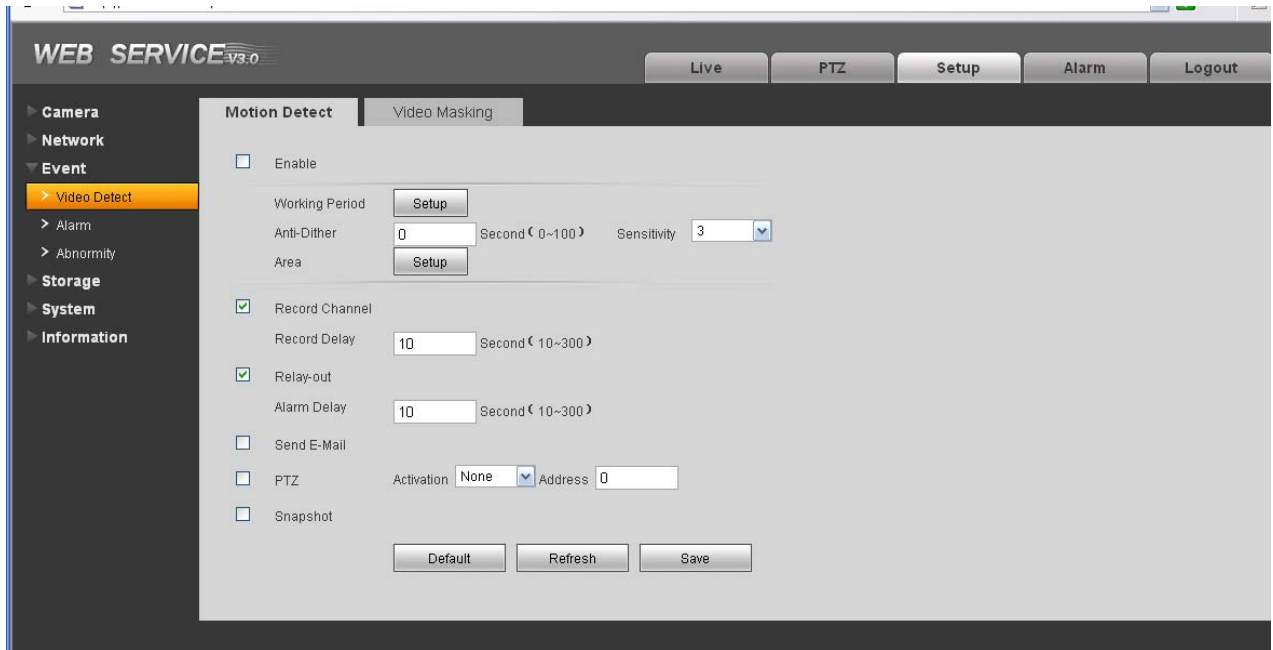 WEB SERVICE V3.0
Live PTZ Setup Alarm Logout
Camera
Network
Event
> Video Detect
> Alarm
> Abnormity
Storage
System
Information
Motion Detect Video Masking
Enable
Working Period Setup
Anti-Dither 0 Second ( 0~100 ) Sensitivity 3
Area Setup
Record Channel
Record Delay 10 Second ( 10~300 )
Relay-out
Alarm Delay 10 Second ( 10~300 )
Send E-Mail
PTZ Activation None Address 0
Snapshot
Default Refresh Save